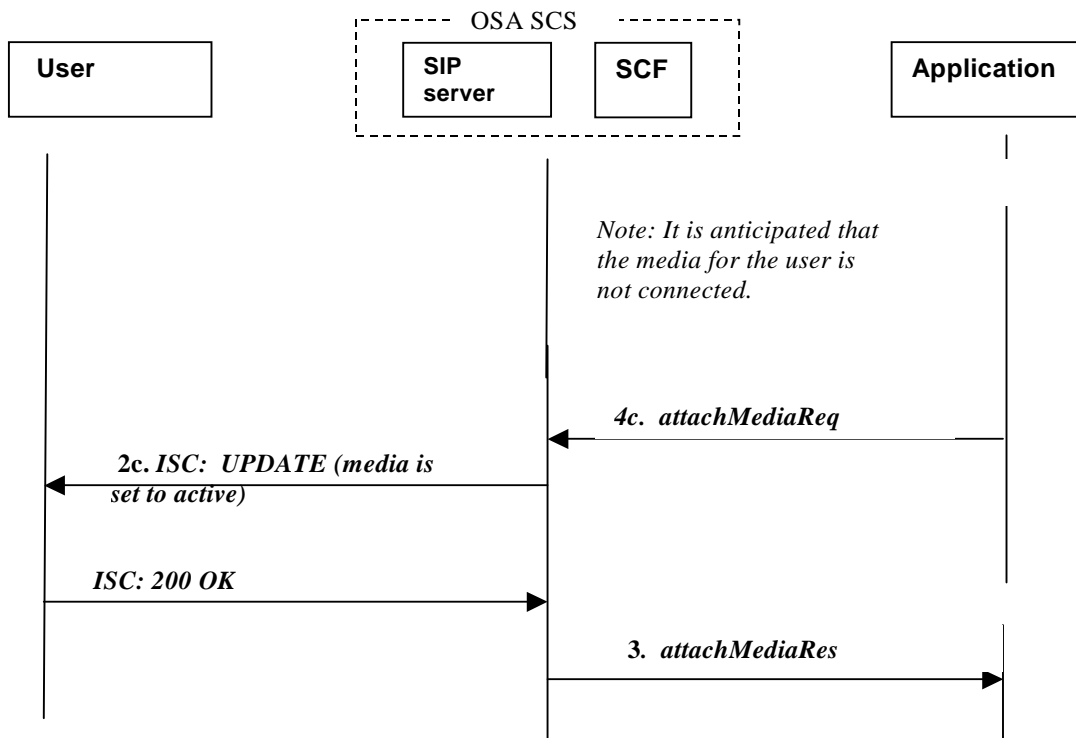 OSA SCS
User
SIP
server
SCF
Application
Note: It is anticipated that
the media for the user is
not connected.
4c. attachMediaReq
2c. ISC: UPDATE (media is
set to active)
ISC: 200 OK
3. attachMediaRes